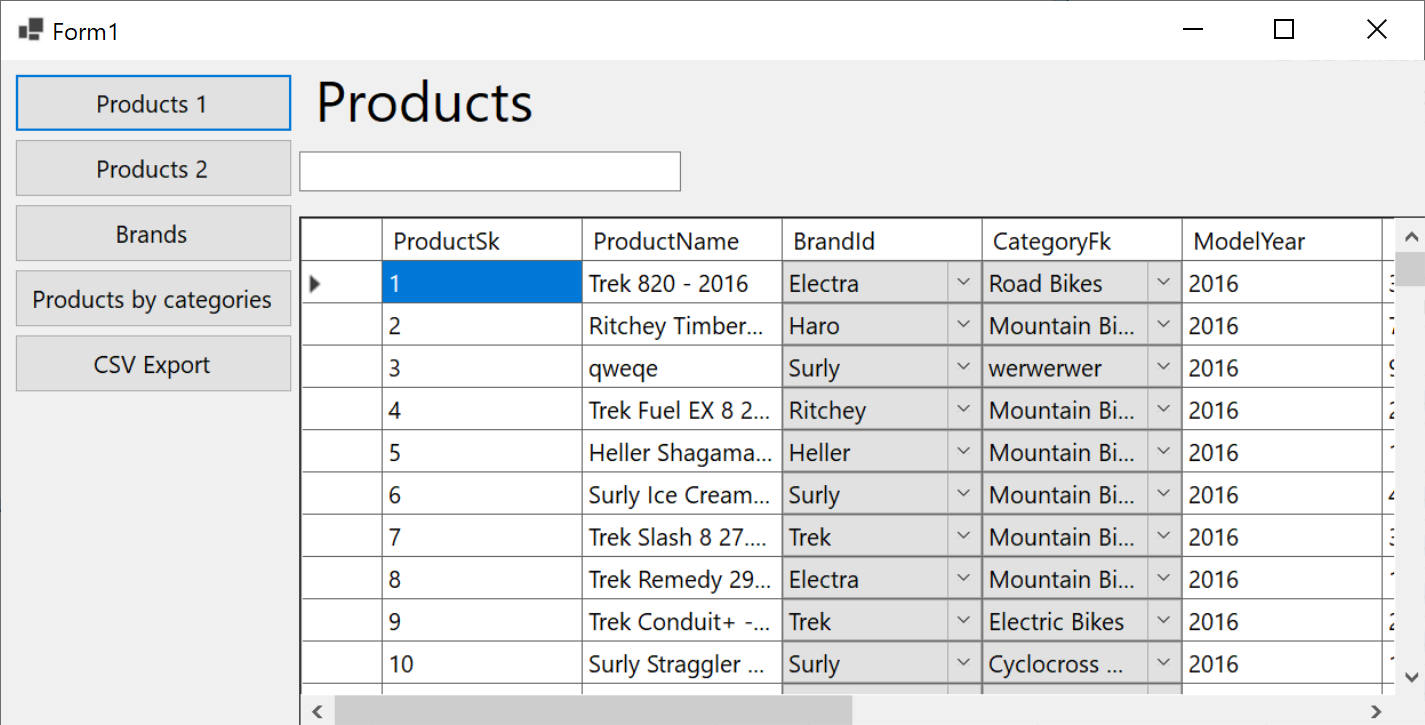 Form1
Products 1
Products 2
Brands
Products by categories
CSV Export
Products
ProductSk ProductName BrandId CategoryFk ModelYear
1 Trek 820 - 2016 Electra Road Bikes 2016
2 Ritchey Timber... Haro Mountain Bi... 2016
3 qweqe Surly werwerwer 2016
4 Trek Fuel EX 8 2... Ritchey Mountain Bi... 2016
5 Heller Shagama... Heller Mountain Bi... 2016
6 Surly Ice Cream... Surly Mountain Bi... 2016
7 Trek Slash 8 27.... Trek Mountain Bi... 2016
8 Trek Remedy 29... Electra Mountain Bi... 2016
9 Trek Conduit+ -... Trek Electric Bikes 2016
10 Surly Straggler ... Surly Cyclocross ... 2016